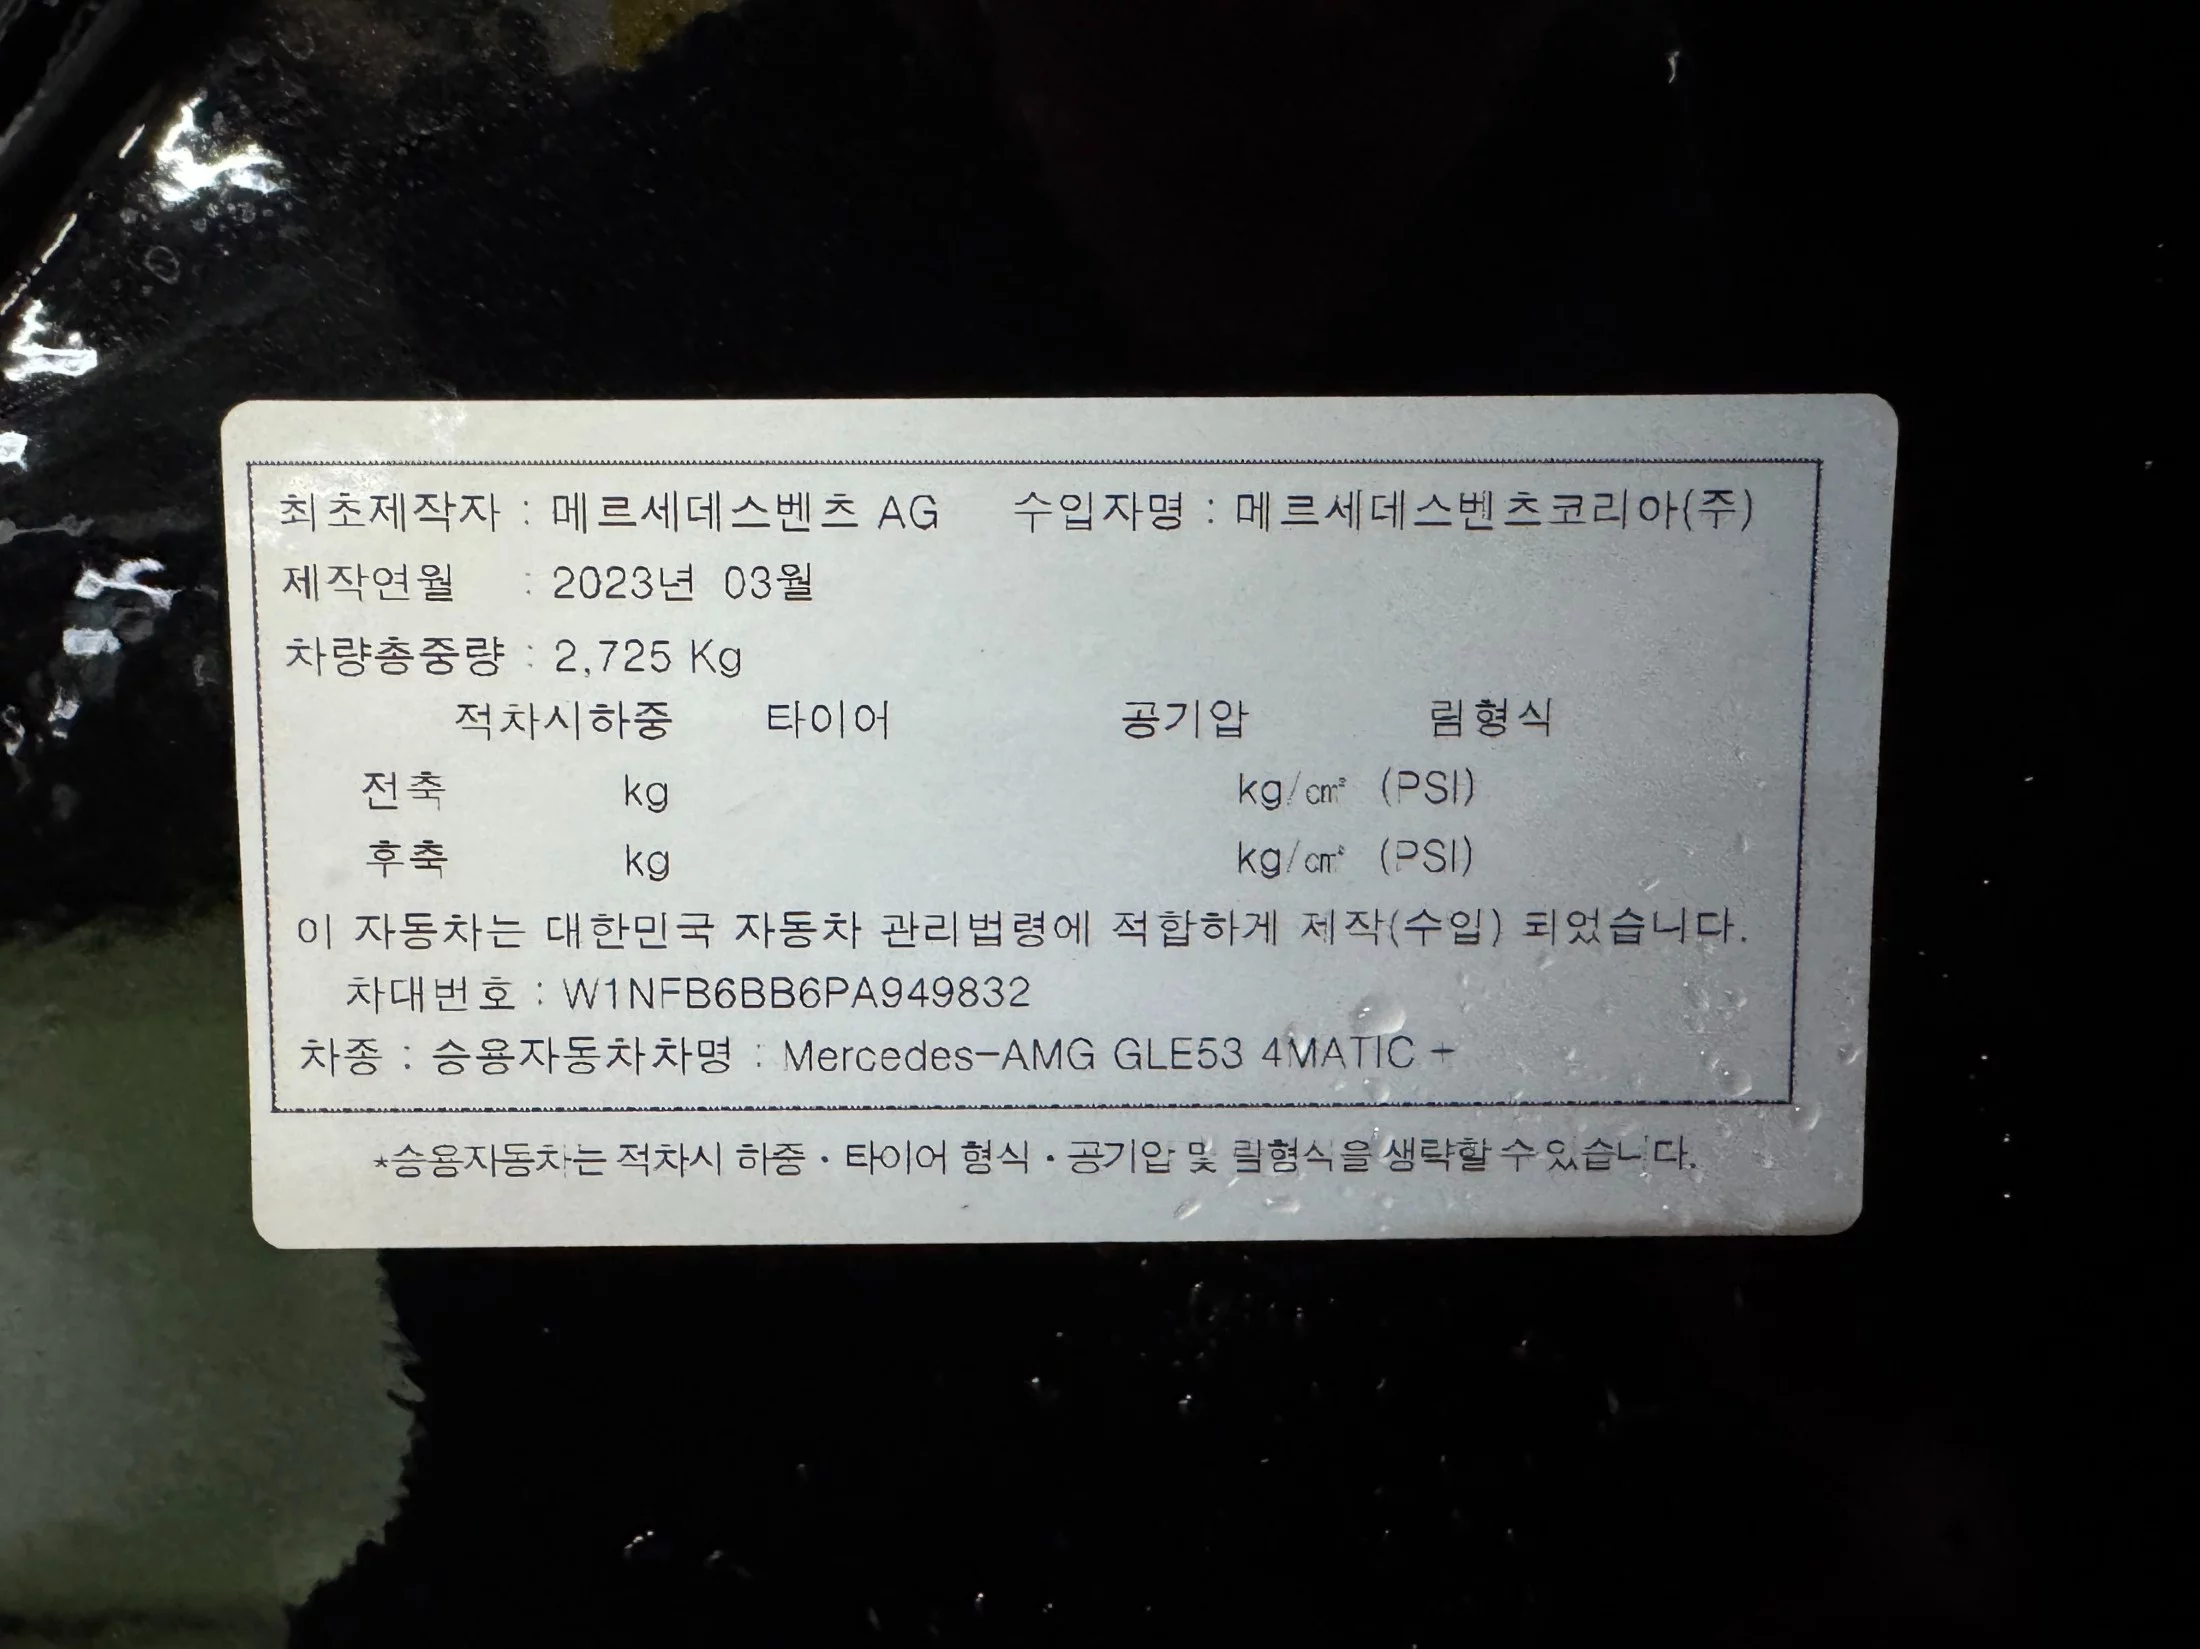 최초제작자 : 메르세데스벤츠 AG 수입자명 : 메르세데스벤츠코리아(주)
제작연월 : 2023년 03월
차량총중량 : 2,725 Kg
적차시하중 타이어 공기압 림형식
전축 kg kg/㎠ (PSI)
후축 kg kg/㎠ (PSI)
이 자동차는 대한민국 자동차 관리법령에 적합하게 제작(수입) 되었습니다.
차대번호 : W1NFB6BB6PA949832
차종 : 승용자동차차명 : Mercedes-AMG GLE53 4MATIC +
*승용자동차는 적차시 하중 · 타이어 형식 · 공기압 및 림형식을 생략할 수 있습니다.